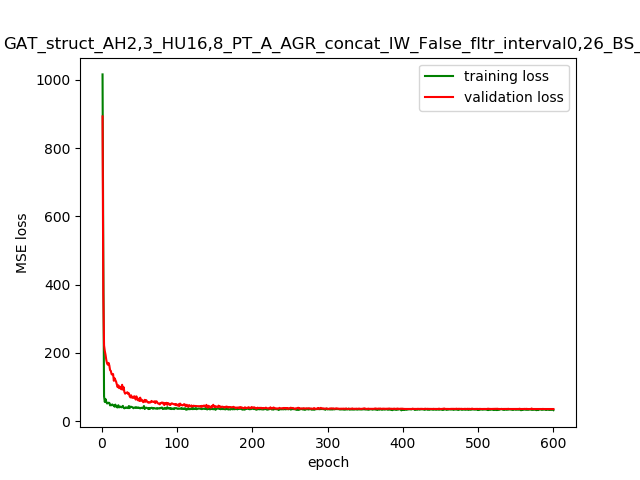 GAT_struct_AH2,3_HU16,8_PT_A_AGR_concat_IW_False_fltr_interval0,26_BS_
training loss
validation loss
MSE loss
1000
800
600
400
200
0
0 100 200 300 400 500 600
epoch